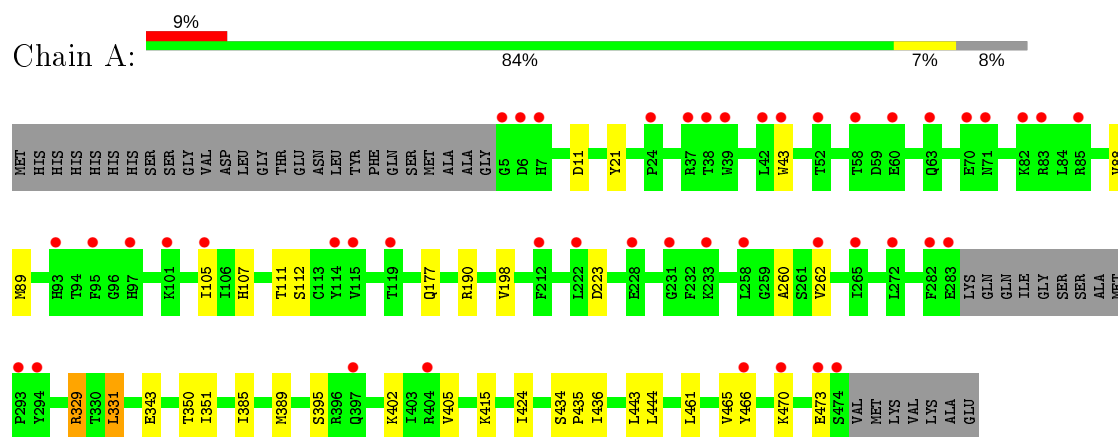 9%
Chain A:
84% 7% 8%
MET HIS HIS HIS HIS HIS HIS SER SER GLY VAL ASP LEU GLY THR GLU ASN LEU TYR PHE GLN SER MET ALA ALA GLY G5 D6 H7 D11 Y21 P24 R37 T38 W39 L42 W43 T52 T58 D59 E60 Q63 E70 N71 K82 R83 L84 R85 V88
M89 H93 T94 F95 G96 H97 K101 I105 I106 H107 T111 S112 C113 Y114 V115 T119 Q177 R190 V198 F212 L222 D223 E228 G231 F232 K233 L258 G259 A260 S261 V262 I265 L272 F282 E283 LYS GLN GLN ILE GLY SER SER ALA MET
P293 Y294 R329 T330 L331 E343 T350 I351 I385 M389 S395 R396 Q397 K402 I403 R404 V405 K415 I424 S434 P435 I436 L443 L444 L461 V465 Y466 K470 E473 S474 VAL MET LYS VAL LYS ALA GLU